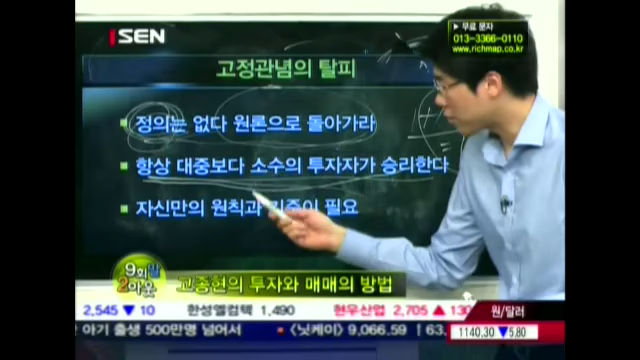 SEN
▶ 무료 문자
013-3366-0110
www.richmap.co.kr
고정관념의 탈피
정의는 없다 원론으로 돌아가라
항상 대중보다 소수의 투자자가 승리한다
자신만의 원칙과 기준이 필요
9회말
2아웃
고종현의 투자와 매매의 방법
2,545 ▼ 10 한성엘컴텍 1,490 현우산업 2,705 ▲ 130
원/달러
아기 출생 500만명 넘어서 〈닛케이〉 9,066.59 63.
1140.30 ▼5.80